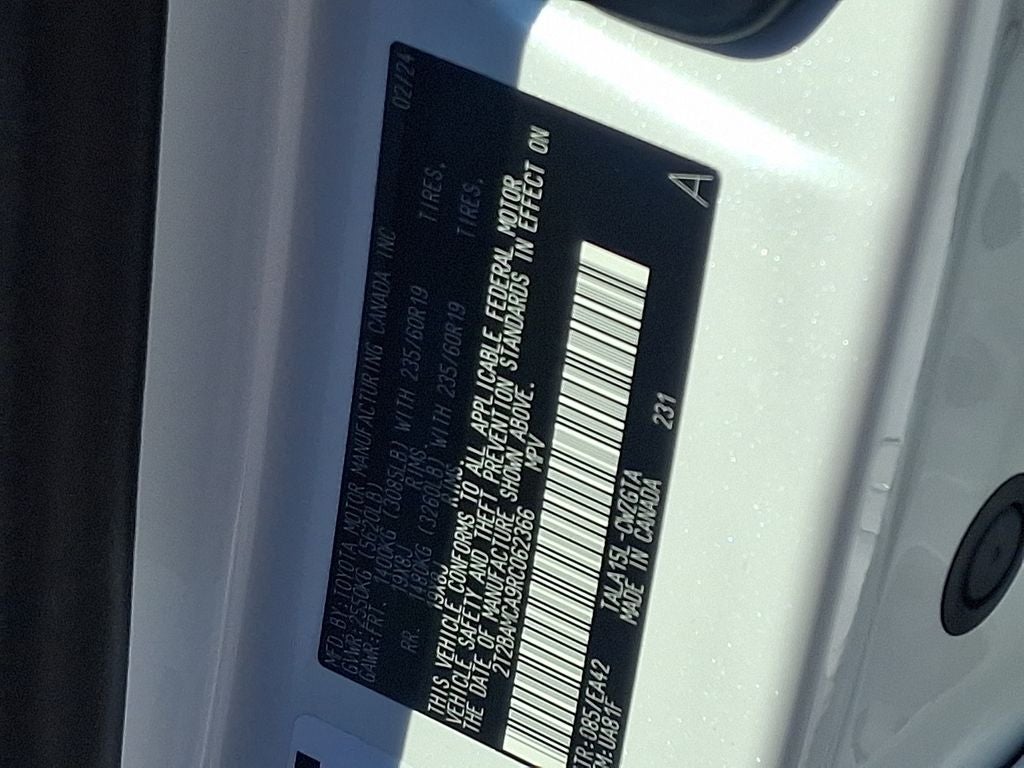 MFD BY:TOYOTA MOTOR MANUFACTURING CANADA INC 02/24
GVWR:2550KG (5620LB)
GAWR:FRT. 1400KG (3085LB) WITH 235/60R19 TIRES,
19X8J RIMS
RR. 1480KG (3260LB) WITH 235/60R19 TIRES,
19X8J RIMS
THIS VEHICLE CONFORMS TO ALL APPLICABLE FEDERAL MOTOR
VEHICLE SAFETY AND THEFT PREVENTION STANDARDS IN EFFECT ON
THE DATE OF MANUFACTURE SHOWN ABOVE.
2T2BAMCA9RC062366 MPV
TR:085/EA42 TALA15L-CWZGTA 231
TM:UA81F MADE IN CANADA
A